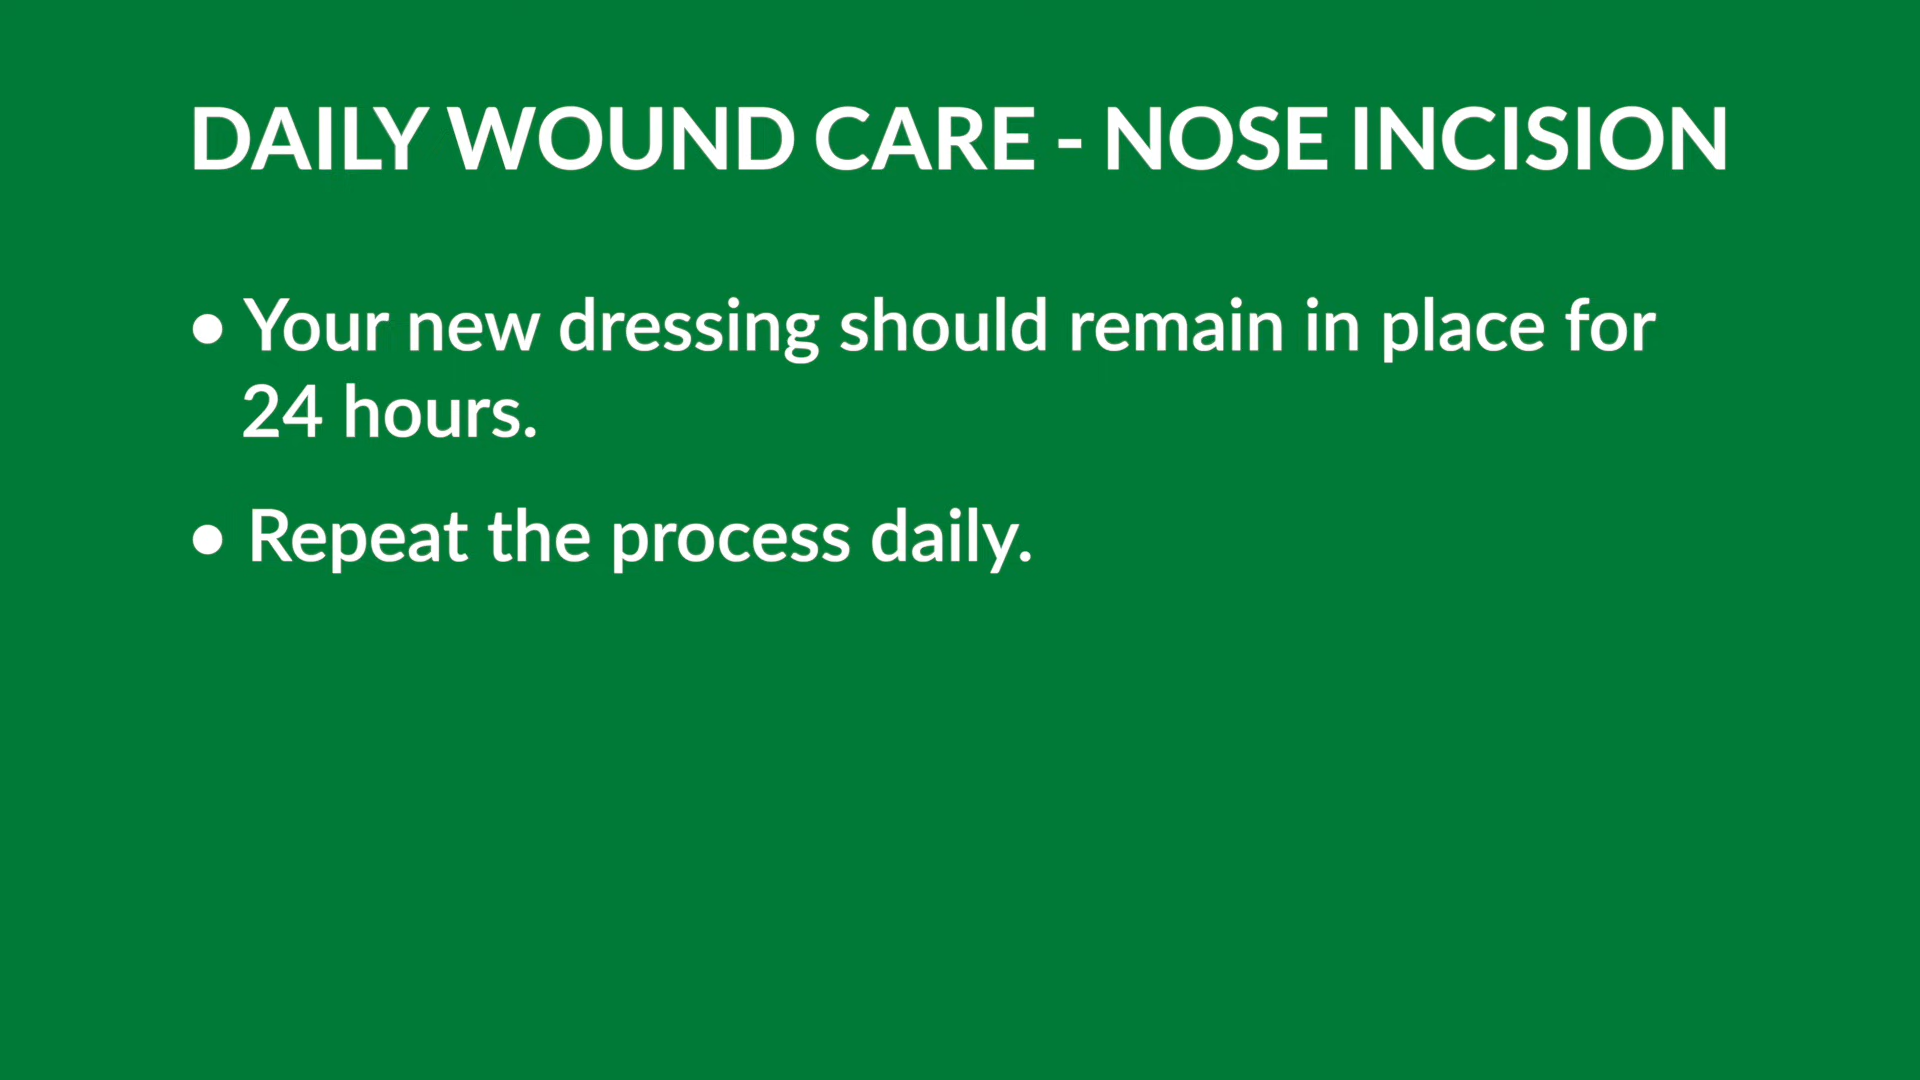 DAILY WOUND CARE - NOSE INCISION
• Your new dressing should remain in place for
24 hours.
• Repeat the process daily.